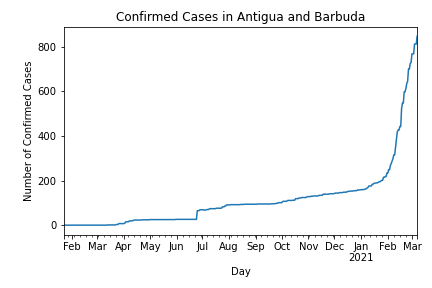 Confirmed Cases in Antigua and Barbuda
800
600
400
200
0
Number of Confirmed Cases
Feb Mar Apr May Jun Jul Aug Sep Oct Nov Dec Jan Feb Mar
2021
Day